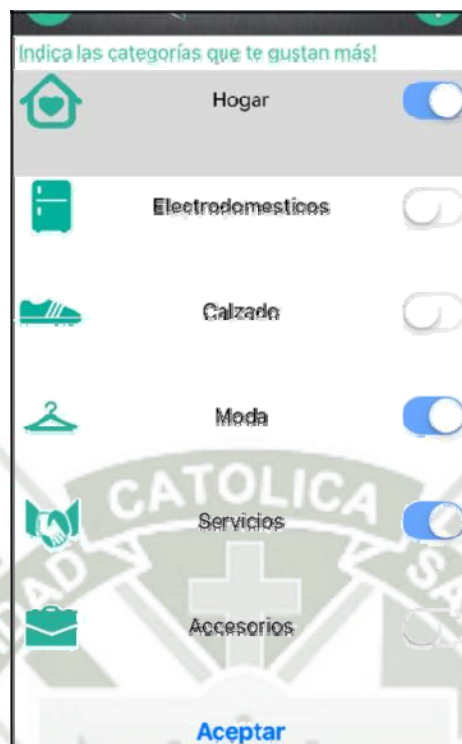 Indica las categorías que te gustan más!
Hogar
Electrodomesticos
Calzado
Moda
CATOLICA
Servicios
Accesorios
Aceptar